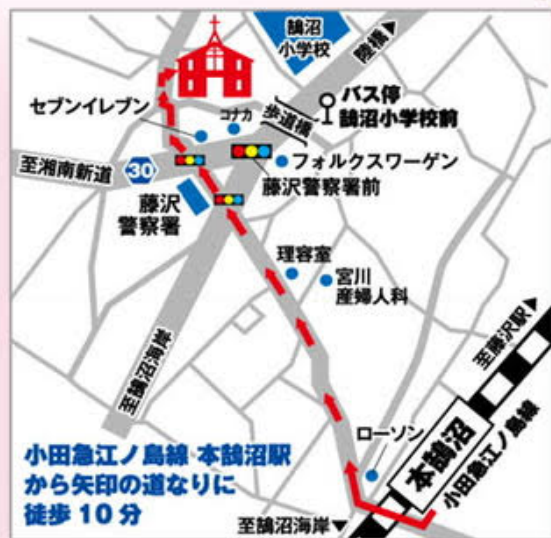 鵠沼
小学校
陸橋▶
バス停
鵠沼小学校前
セブンイレブン
コナカ
歩道橋
フォルクスワーゲン
至湘南新道
30
藤沢警察署前
藤沢
警察署
理容室
宮川
産婦人科
至藤沢駅▶
至鵠沼海岸
ローソン
本鵠沼
小田急江ノ島線
小田急江ノ島線 本鵠沼駅
から矢印の道なりに
徒歩10分
至鵠沼海岸▼